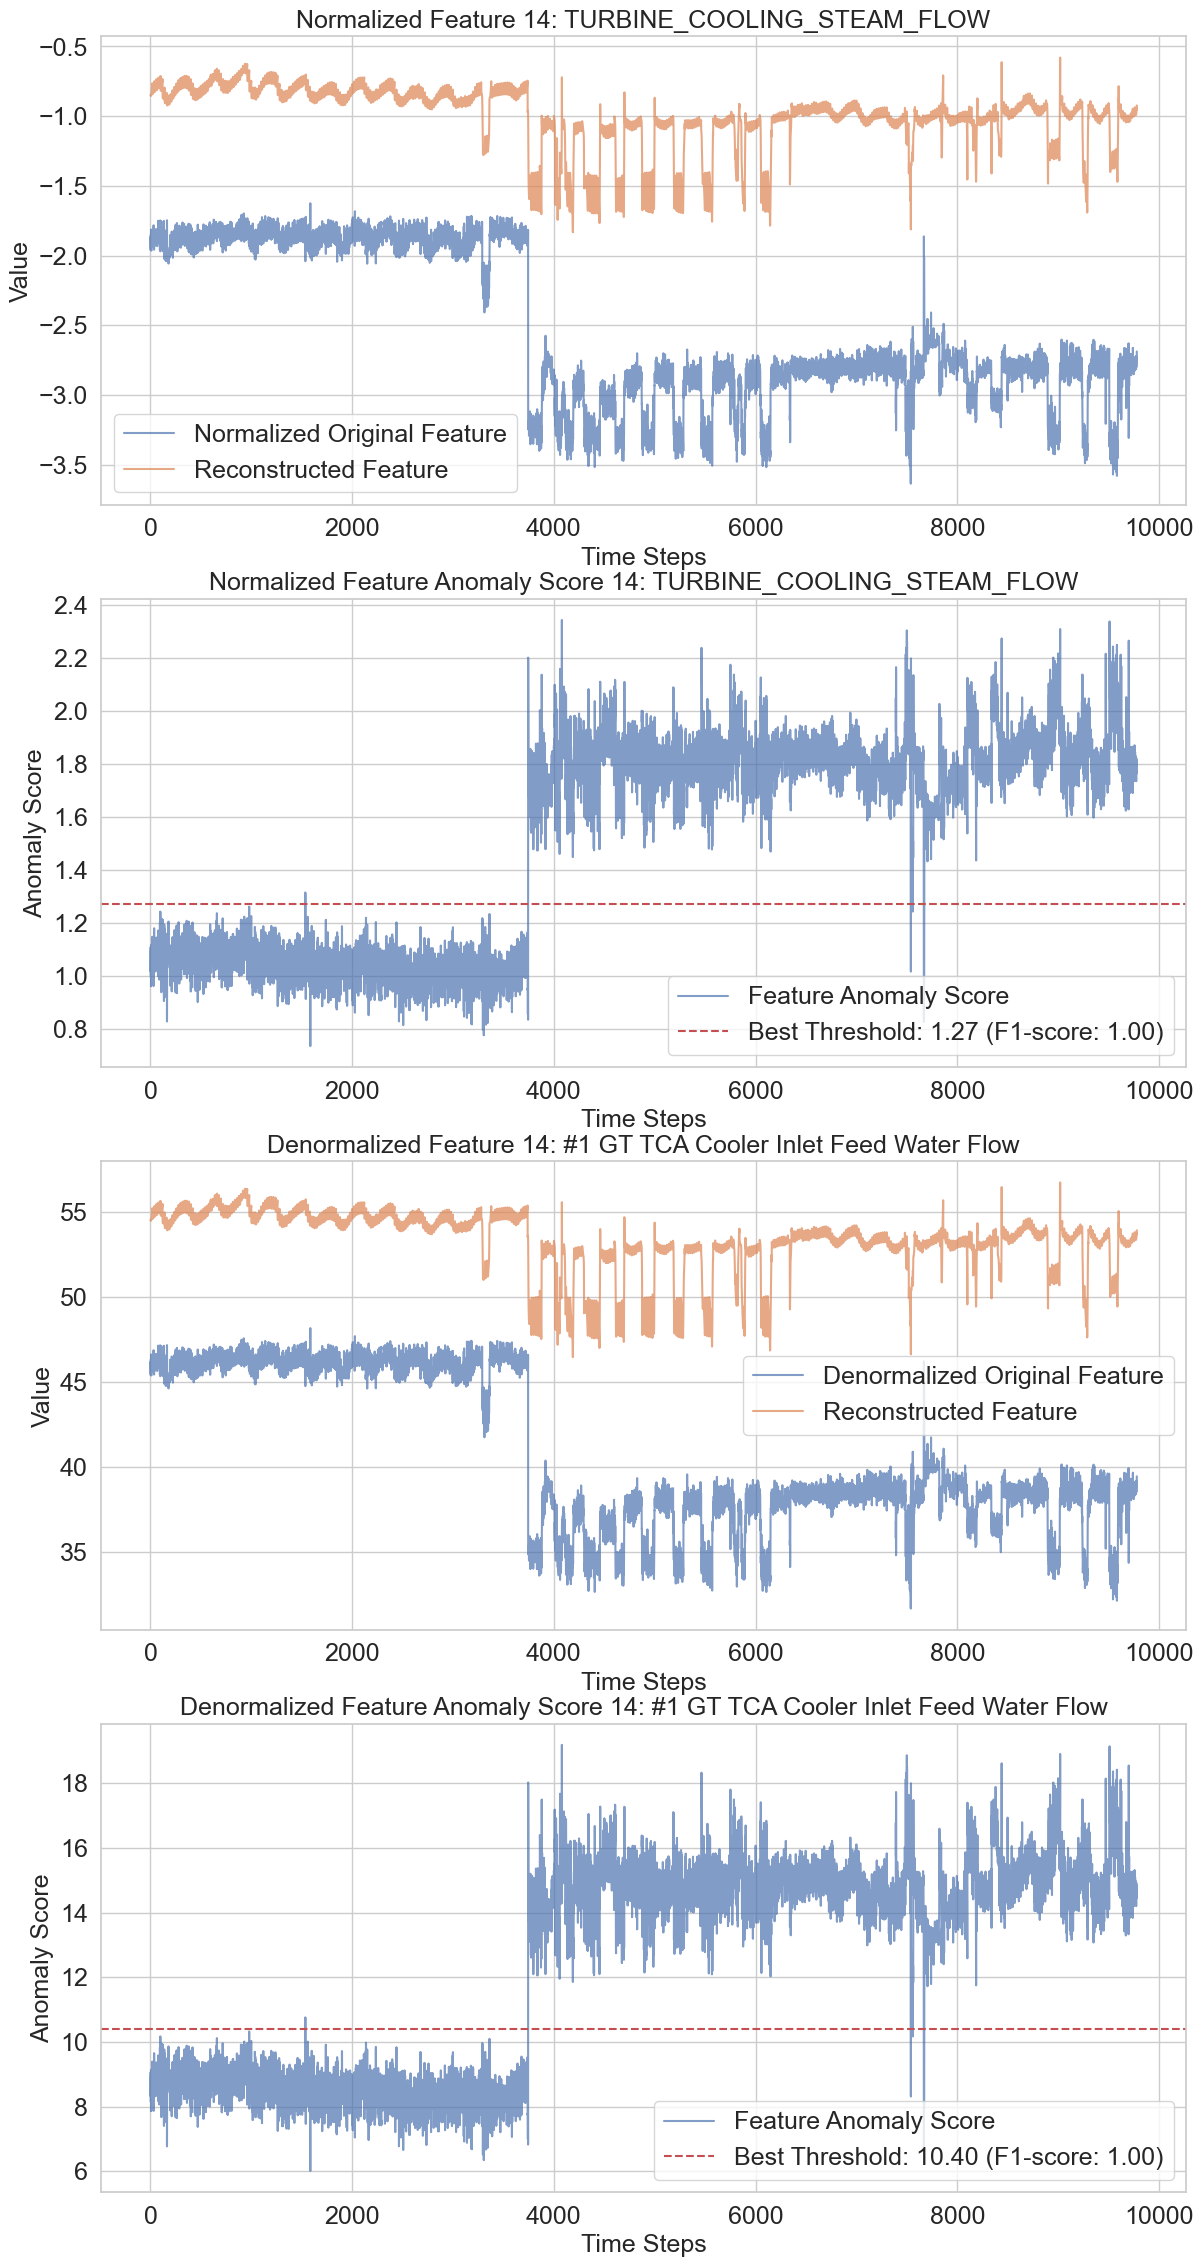 Normalized Feature 14: TURBINE_COOLING_STEAM_FLOW
−0.5
−1.0
−1.5
−2.0
−2.5
−3.0
−3.5
Value
Normalized Original Feature
Reconstructed Feature
0 2000 4000 6000 8000 10000
Time Steps
Normalized Feature Anomaly Score 14: TURBINE_COOLING_STEAM_FLOW
2.4
2.2
2.0
1.8
1.6
1.4
1.2
1.0
0.8
Anomaly Score
Feature Anomaly Score
Best Threshold: 1.27 (F1-score: 1.00)
0 2000 4000 6000 8000 10000
Time Steps
Denormalized Feature 14: #1 GT TCA Cooler Inlet Feed Water Flow
55
50
45
40
35
Value
Denormalized Original Feature
Reconstructed Feature
0 2000 4000 6000 8000 10000
Time Steps
Denormalized Feature Anomaly Score 14: #1 GT TCA Cooler Inlet Feed Water Flow
18
16
14
12
10
8
6
Anomaly Score
Feature Anomaly Score
Best Threshold: 10.40 (F1-score: 1.00)
0 2000 4000 6000 8000 10000
Time Steps